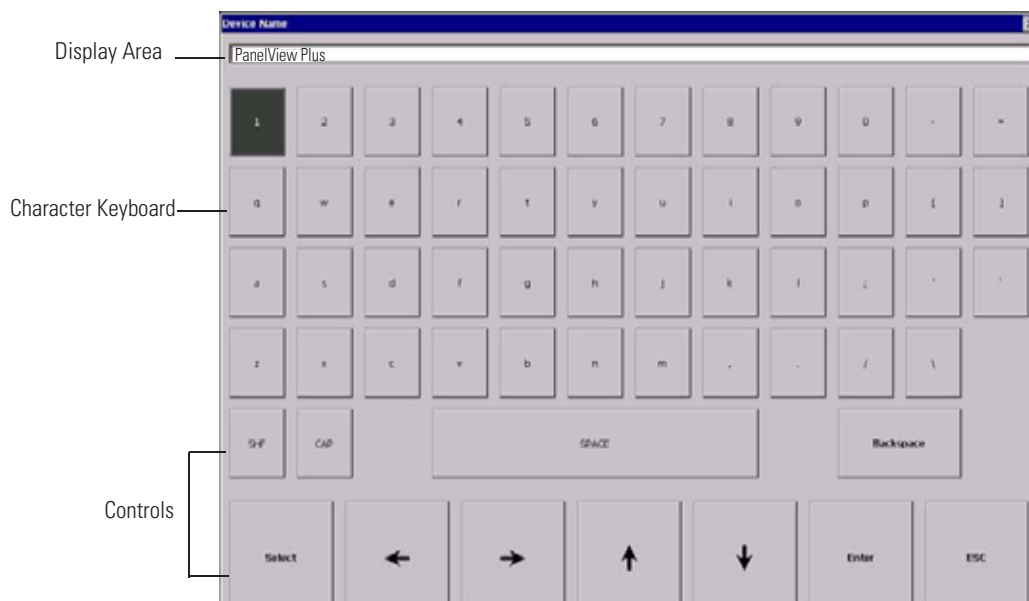 Device Name
Display Area
PanelView Plus
1 2 3 4 5 6 7 8 9 0 - =
Character Keyboard
q w e r t y u i o p [ ]
a s d f g h j k l ; '
z x c v b n m , . / \
SHF CAP SPACE Backspace
Controls
Select ← → ↑ ↓ Enter ESC